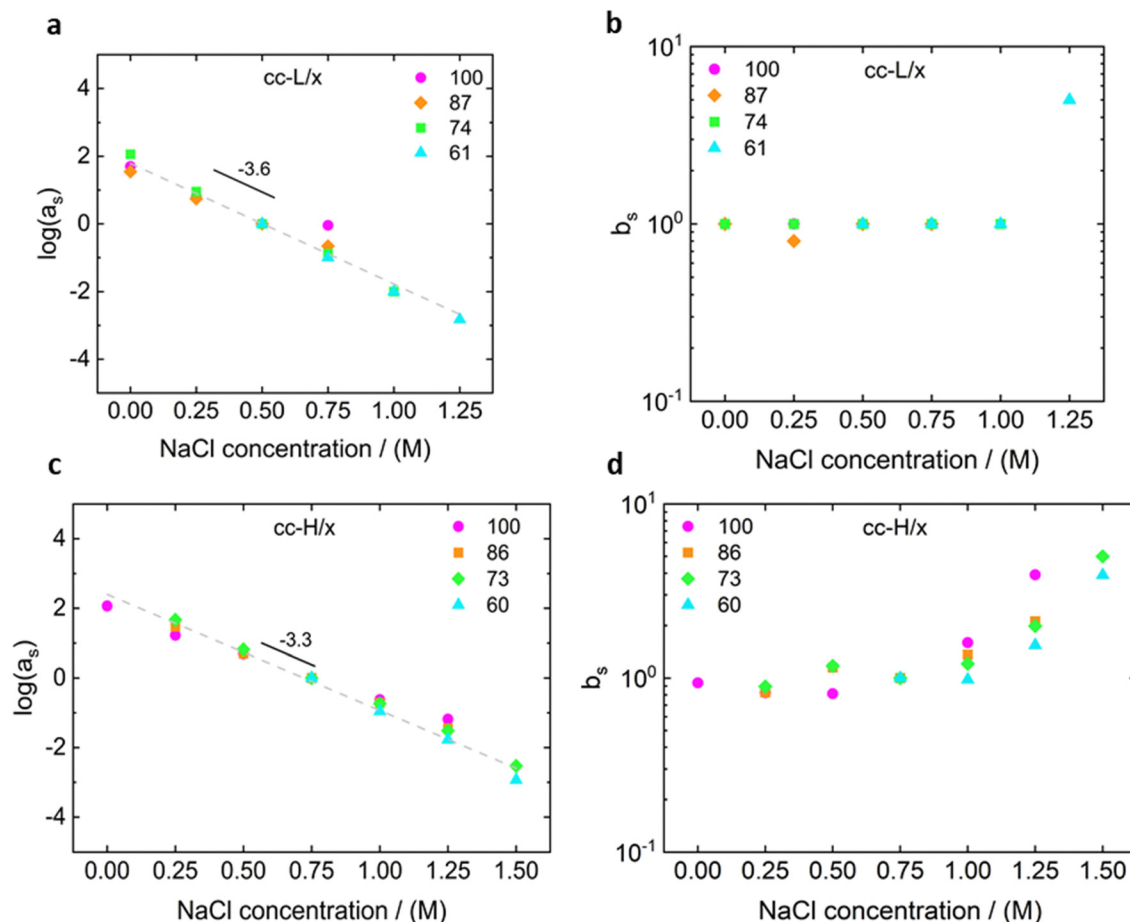 a
cc-L/x
100
87
74
61
-3.6
4
2
0
-2
-4
log(a_s)
0.00 0.25 0.50 0.75 1.00 1.25
NaCl concentration / (M)
b
cc-L/x
100
87
74
61
10^1
10^0
10^-1
b_s
0.00 0.25 0.50 0.75 1.00 1.25
NaCl concentration / (M)
c
cc-H/x
100
86
73
60
-3.3
4
2
0
-2
-4
log(a_s)
0.00 0.25 0.50 0.75 1.00 1.25 1.50
NaCl concentration / (M)
d
cc-H/x
100
86
73
60
10^1
10^0
10^-1
b_s
0.00 0.25 0.50 0.75 1.00 1.25 1.50
NaCl concentration / (M)